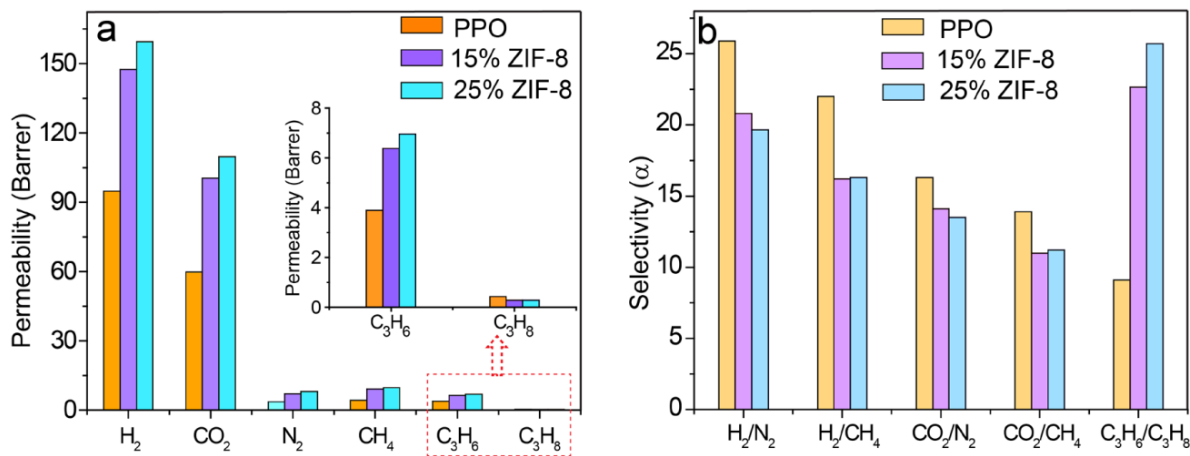 a
PPO
15% ZIF-8
25% ZIF-8
Permeability (Barrer)
150
120
90
60
30
0
H₂
CO₂
N₂
CH₄
C₃H₆
C₃H₈
Permeability (Barrer)
8
6
4
2
0
C₃H₆
C₃H₈
b
PPO
15% ZIF-8
25% ZIF-8
Selectivity (α)
25
20
15
10
5
0
H₂/N₂
H₂/CH₄
CO₂/N₂
CO₂/CH₄
C₃H₆/C₃H₈